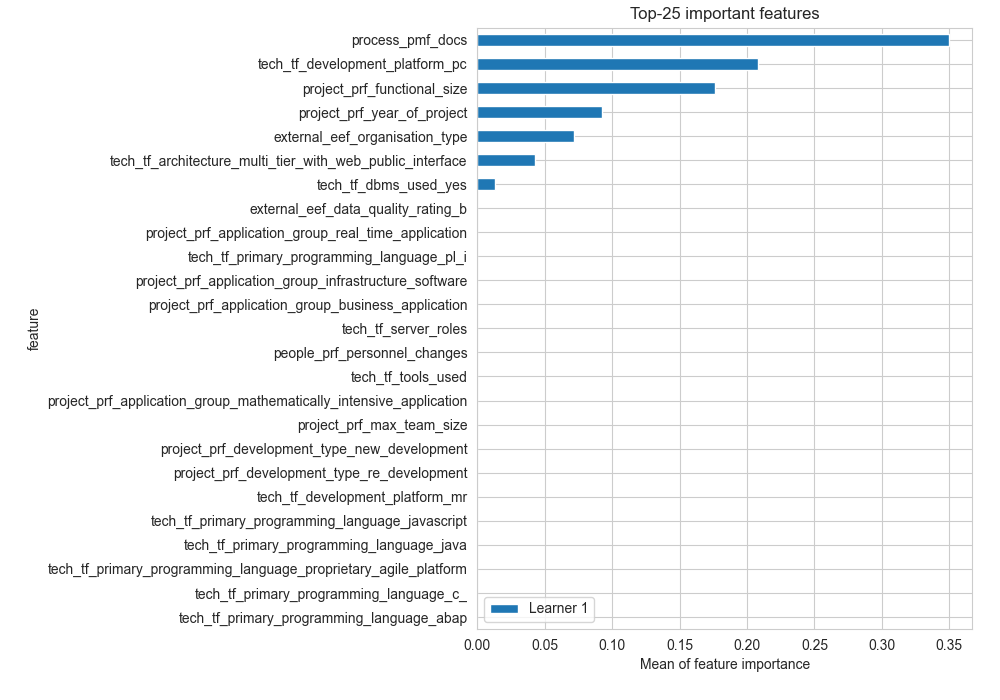 Top-25 important features
process_pmf_docs
tech_tf_development_platform_pc
project_prf_functional_size
project_prf_year_of_project
external_eef_organisation_type
tech_tf_architecture_multi_tier_with_web_public_interface
tech_tf_dbms_used_yes
external_eef_data_quality_rating_b
project_prf_application_group_real_time_application
tech_tf_primary_programming_language_pl_i
project_prf_application_group_infrastructure_software
project_prf_application_group_business_application
tech_tf_server_roles
people_prf_personnel_changes
tech_tf_tools_used
project_prf_application_group_mathematically_intensive_application
project_prf_max_team_size
project_prf_development_type_new_development
project_prf_development_type_re_development
tech_tf_development_platform_mr
tech_tf_primary_programming_language_javascript
tech_tf_primary_programming_language_java
tech_tf_primary_programming_language_proprietary_agile_platform
tech_tf_primary_programming_language_c_
tech_tf_primary_programming_language_abap
feature
Learner 1
0.00 0.05 0.10 0.15 0.20 0.25 0.30 0.35
Mean of feature importance